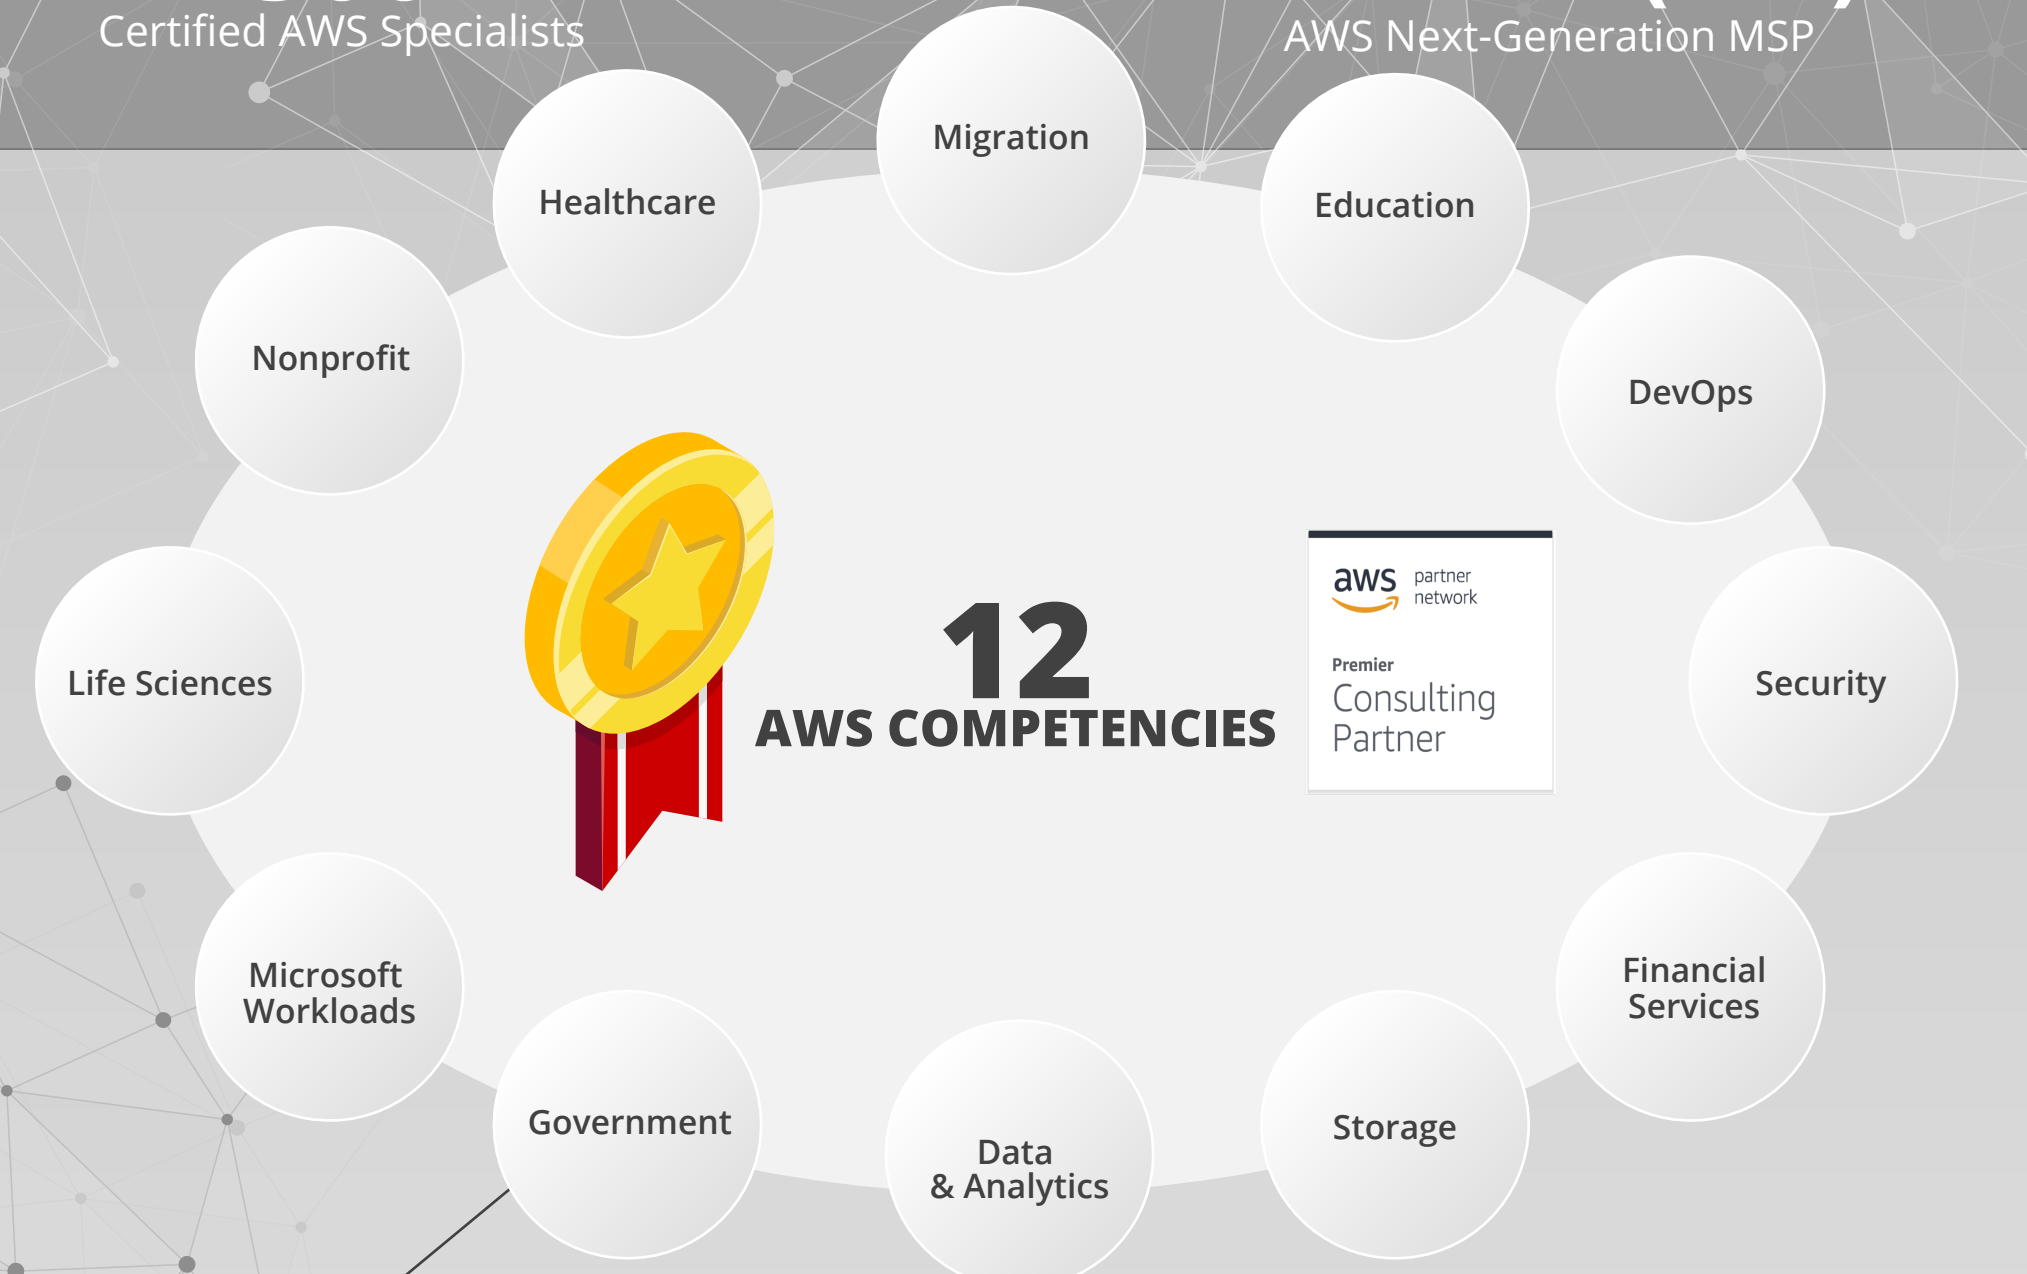 Certified AWS Specialists
AWS Next-Generation MSP
Migration
Healthcare
Education
Nonprofit
DevOps
aws partner
network
Premier
Consulting
Partner
12
AWS COMPETENCIES
Life Sciences
Security
Microsoft
Workloads
Financial
Services
Government
Storage
Data
& Analytics